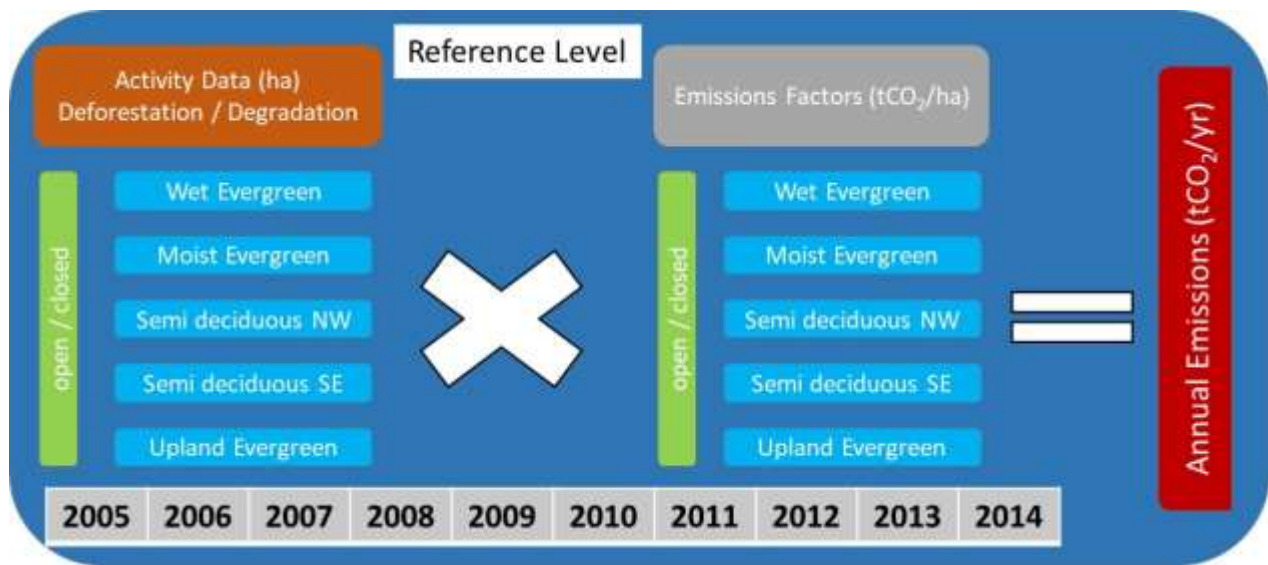 Reference Level
Activity Data (ha)
Deforestation / Degradation
open / closed
Wet Evergreen
Moist Evergreen
Semi deciduous NW
Semi deciduous SE
Upland Evergreen
Emissions Factors (tCO₂/ha)
open / closed
Wet Evergreen
Moist Evergreen
Semi deciduous NW
Semi deciduous SE
Upland Evergreen
Annual Emissions (tCO₂/yr)
2005 2006 2007 2008 2009 2010 2011 2012 2013 2014